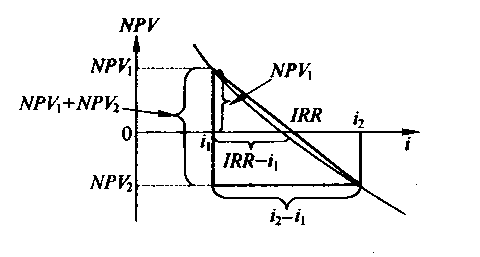 NPV
NPV₁
NPV₁
NPV₁+NPV₂
IRR
i₂
0
i₁
i
IRR−i₁
NPV₂
i₂−i₁